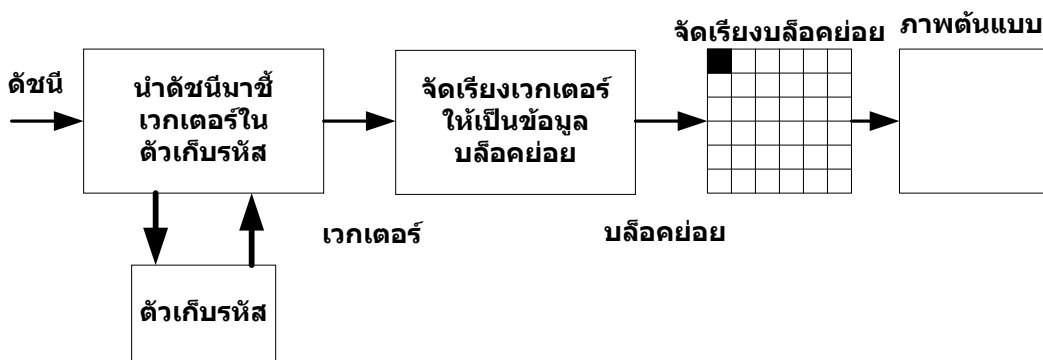 ดัชนี
นำดัชนีมาชี้
เวกเตอร์ใน
ตัวเก็บรหัส
จัดเรียงเวกเตอร์
ให้เป็นข้อมูล
บล็อคย่อย
จัดเรียงบล็อคย่อย
ภาพต้นแบบ
เวกเตอร์
บล็อคย่อย
ตัวเก็บรหัส